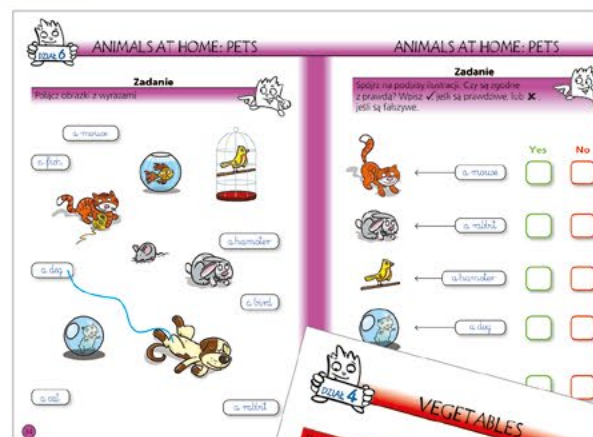 DZIAŁ 6
ANIMALS AT HOME: PETS
Zadanie
Połącz obrazki z wyrazami
a mouse
a fish
a hamster
a dog
a bird
a cat
a rabbit
ANIMALS AT HOME: PETS
Zadanie
Spójrz na podpisy ilustracji. Czy są zgodne
z prawdą? Wpisz ✓ jeśli są prawdziwe, lub ✗,
jeśli są fałszywe.
Yes No
a mouse
a rabbit
a hamster
a dog
DZIAŁ 4
VEGETABLES